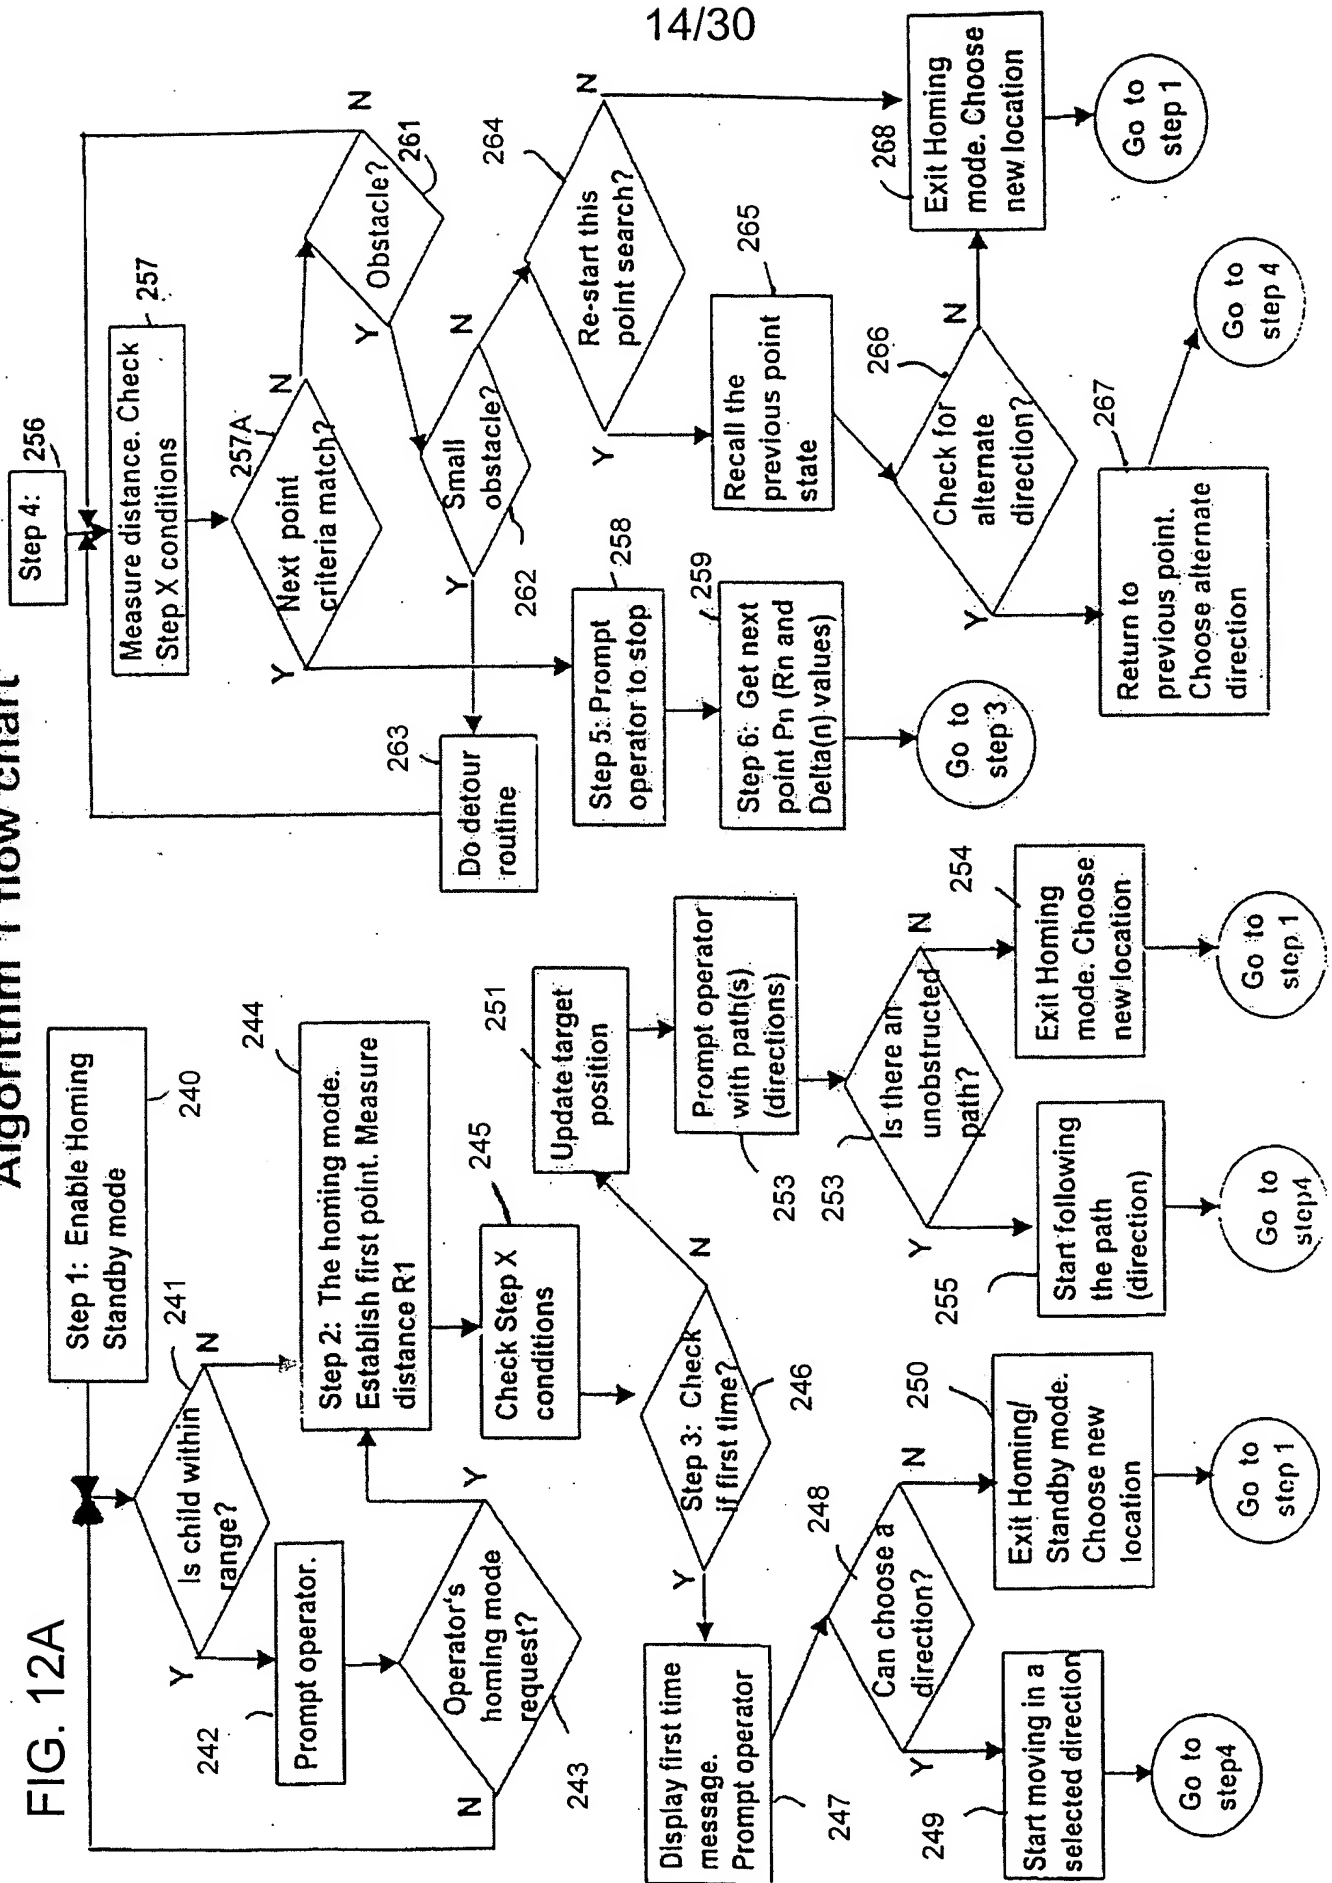 14/30
FIG. 12A
Algorithm 1 flow chart
Step 1: Enable Homing
Standby mode
240
241
Is child within
range?
Y
N
242
Prompt operator.
Operator's
homing mode
request?
N
Y
243
244
Step 2: The homing mode.
Establish first point. Measure
distance R1
245
Check Step X
conditions
Step 3: Check
if first time?
Y
N
246
Display first time
message.
Prompt operator
247
248
Can choose a
direction?
Y
N
249
Start moving in a
selected direction
Go to
step4
250
Exit Homing/
Standby mode.
Choose new
location
Go to
step 1
251
Update target
position
Prompt operator
with path(s)
(directions)
253
253
Is there an
unobstructed
path?
Y
N
254
Exit Homing
mode. Choose
new location
Go to
step 1
255
Start following
the path
(direction)
Go to
step4
Step 4:
256
Measure distance. Check
Step X conditions
257
257A
Next point
criteria match?
Y
N
Obstacle?
261
Y
N
Small
obstacle?
Y
N
262
263
Do detour
routine
Step 5: Prompt
operator to stop
258
259
Step 6: Get next
point Pn (Rn and
Delta(n) values)
Go to
step 3
264
Re-start this
point search?
Y
N
265
Recall the
previous point
state
266
Check for
alternate
direction?
Y
N
267
Return to
previous point.
Choose alternate
direction
Go to
step 4
268
Exit Homing
mode. Choose
new location
Go to
step 1